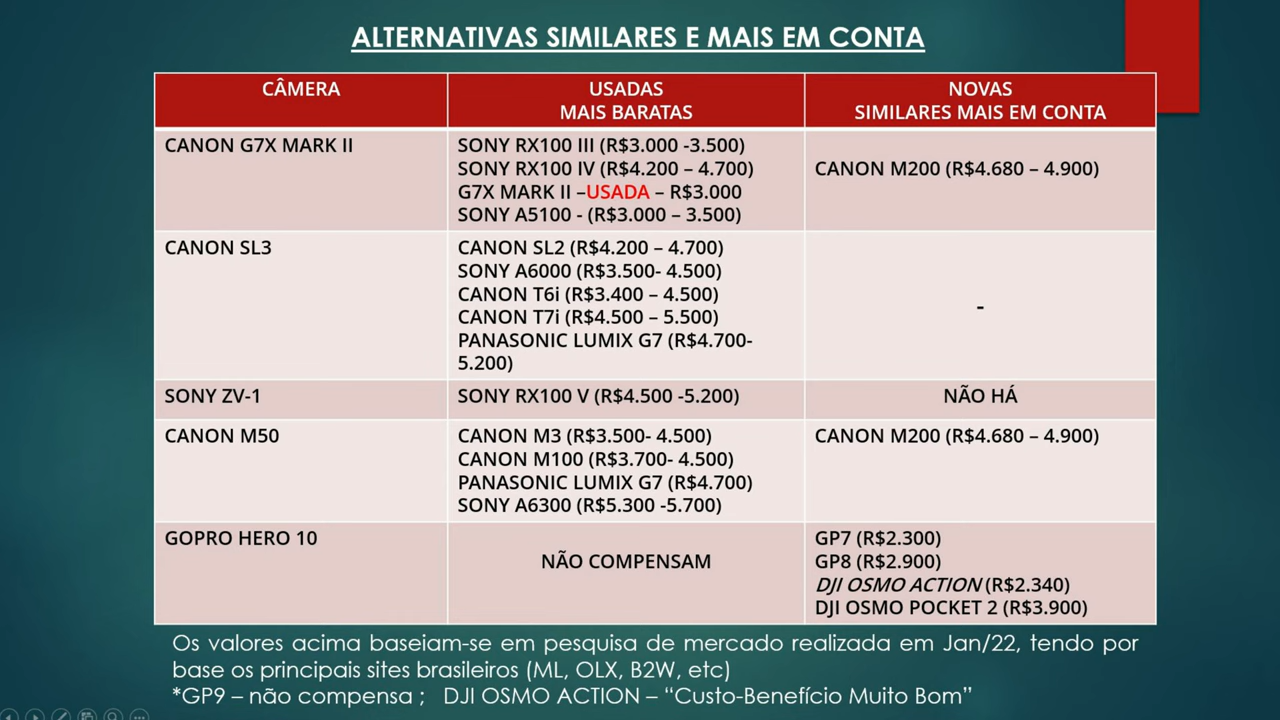 ALTERNATIVAS SIMILARES E MAIS EM CONTA
CÂMERA
USADAS
MAIS BARATAS
NOVAS
SIMILARES MAIS EM CONTA
CANON G7X MARK II
SONY RX100 III (R$3.000 -3.500)
SONY RX100 IV (R$4.200 – 4.700)
G7X MARK II –USADA – R$3.000
SONY A5100 - (R$3.000 – 3.500)
CANON M200 (R$4.680 – 4.900)
CANON SL3
CANON SL2 (R$4.200 – 4.700)
SONY A6000 (R$3.500- 4.500)
CANON T6i (R$3.400 – 4.500)
CANON T7i (R$4.500 – 5.500)
PANASONIC LUMIX G7 (R$4.700-
5.200)
-
SONY ZV-1
SONY RX100 V (R$4.500 -5.200)
NÃO HÁ
CANON M50
CANON M3 (R$3.500- 4.500)
CANON M100 (R$3.700- 4.500)
PANASONIC LUMIX G7 (R$4.700)
SONY A6300 (R$5.300 -5.700)
CANON M200 (R$4.680 – 4.900)
GOPRO HERO 10
NÃO COMPENSAM
GP7 (R$2.300)
GP8 (R$2.900)
DJI OSMO ACTION (R$2.340)
DJI OSMO POCKET 2 (R$3.900)
Os valores acima baseiam-se em pesquisa de mercado realizada em Jan/22, tendo por
base os principais sites brasileiros (ML, OLX, B2W, etc)
*GP9 – não compensa ; DJI OSMO ACTION – “Custo-Benefício Muito Bom”